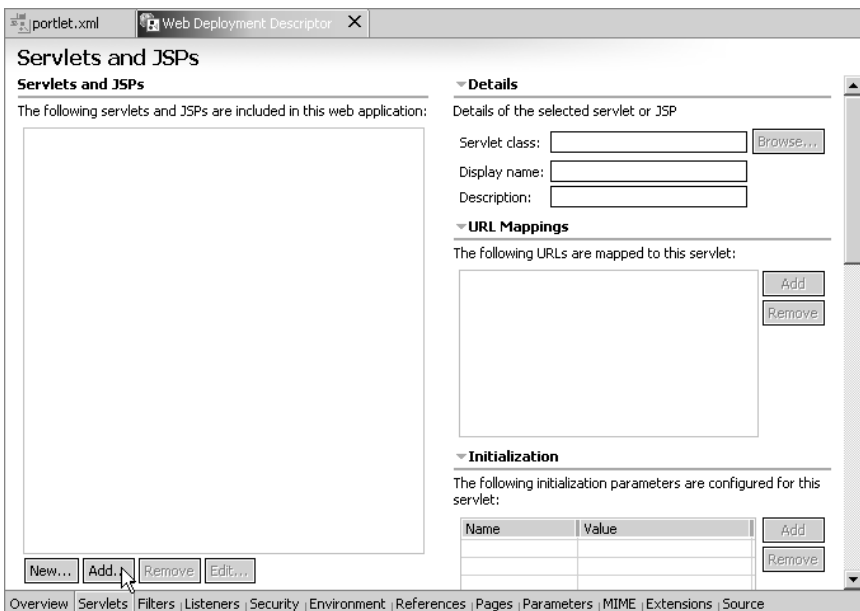 portlet.xml
Web Deployment Descriptor
Servlets and JSPs
Servlets and JSPs
The following servlets and JSPs are included in this web application:
New...
Add...
Remove
Edit...
Details
Details of the selected servlet or JSP
Servlet class:
Browse...
Display name:
Description:
URL Mappings
The following URLs are mapped to this servlet:
Add
Remove
Initialization
The following initialization parameters are configured for this
servlet:
Name Value
Add
Remove
Overview Servlets Filters Listeners Security Environment References Pages Parameters MIME Extensions Source